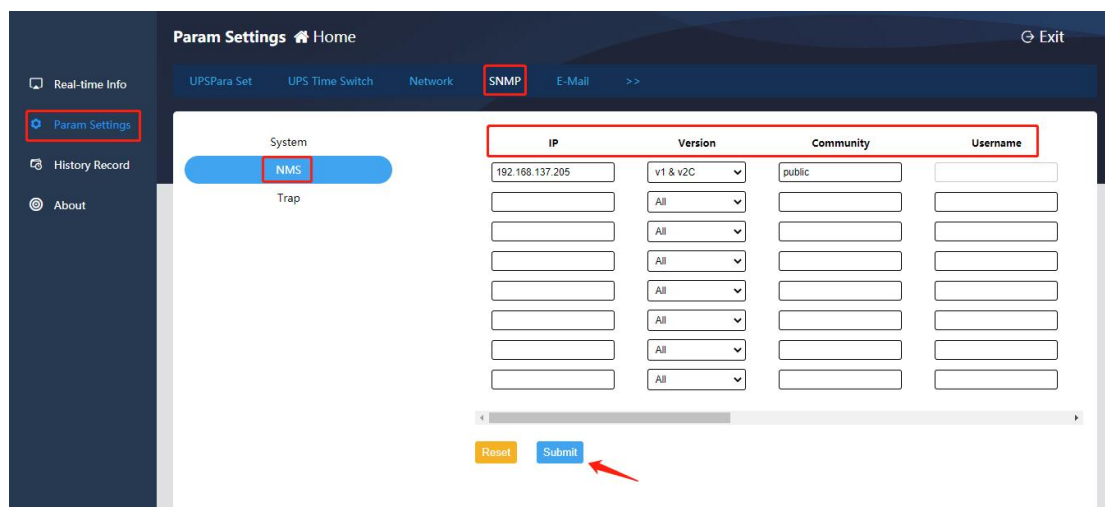 Param Settings Home Exit
Real-time Info
Param Settings
History Record
About
UPSPara Set UPS Time Switch Network SNMP E-Mail >>
System
NMS
Trap
IP Version Community Username
192.168.137.205 v1 & v2C public
All
All
All
All
All
All
All
Reset Submit